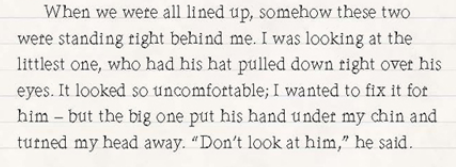 When we were all lined up, somehow these two
were standing right behind me. I was looking at the
littlest one, who had his hat pulled down right over his
eyes. It looked so uncomfortable; I wanted to fix it for
him – but the big one put his hand under my chin and
turned my head away. “Don’t look at him,” he said.